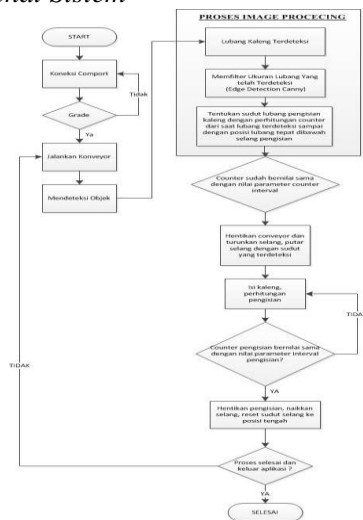 onal Sistem
START
Koneksi Comport
Tidak
Grade
Ya
Jalankan Konveyor
Mendeteksi Objek
PROSES IMAGE PROCECING
Lubang Kaleng Terdeteksi
Memfilter Ukuran Lubang Yang
telah Terdeteksi
(Edge Detection Canny)
Tentukan sudut lubang pengisian
kaleng dengan perhitungan counter
dari saat lubang terdeteksi sampai
dengan posisi lubang tepat dibawah
selang pengisian
Counter sudah bernilai sama
dengan nilai parameter counter
interval
Hentikan conveyor dan
turunkan selang, putar
selang dengan sudut
yang terdeteksi
Isi kaleng,
perhitungan
pengisian
TIDA
Counter pengisian bernilai sama
dengan nilai parameter interval
pengisian?
YA
TIDAK
Hentikan pengisian, naikkan
selang, reset sudut selang ke
posisi tengah
Proses selesai dan
keluar aplikasi ?
YA
SELESAI